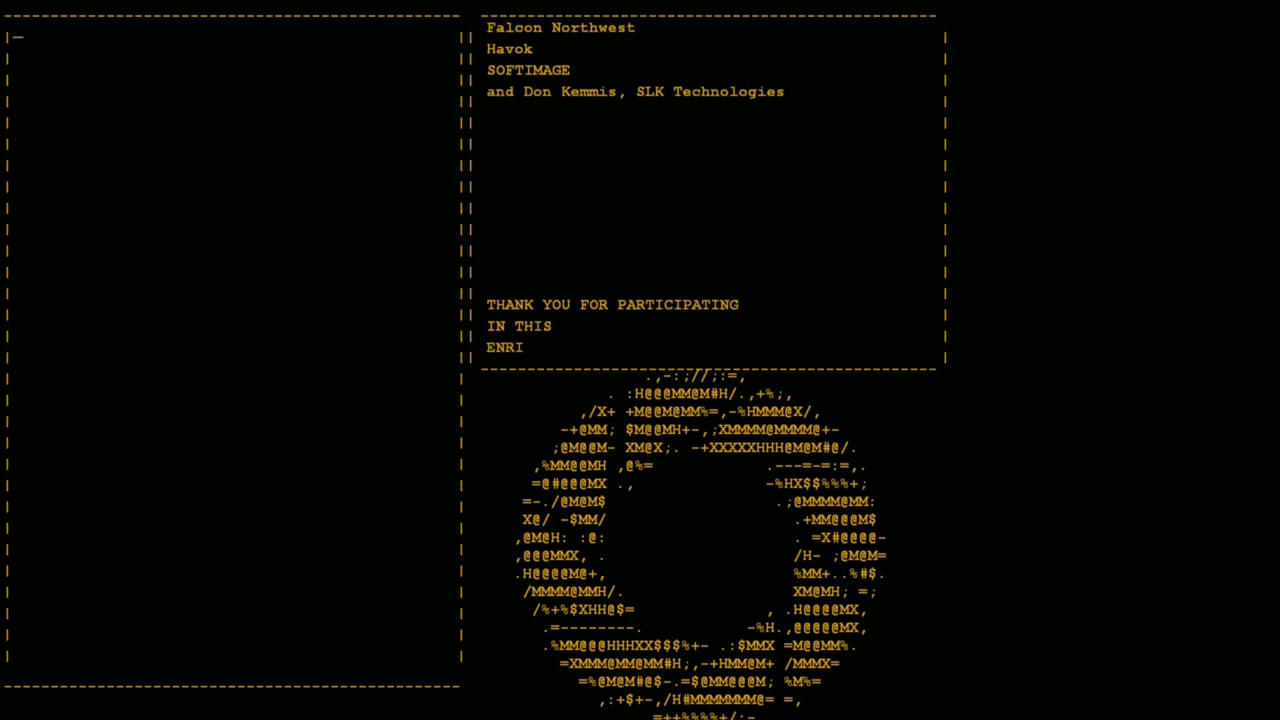 Falcon Northwest
Havok
SOFTIMAGE
and Don Kemmis, SLK Technologies
THANK YOU FOR PARTICIPATING
IN THIS
ENRI